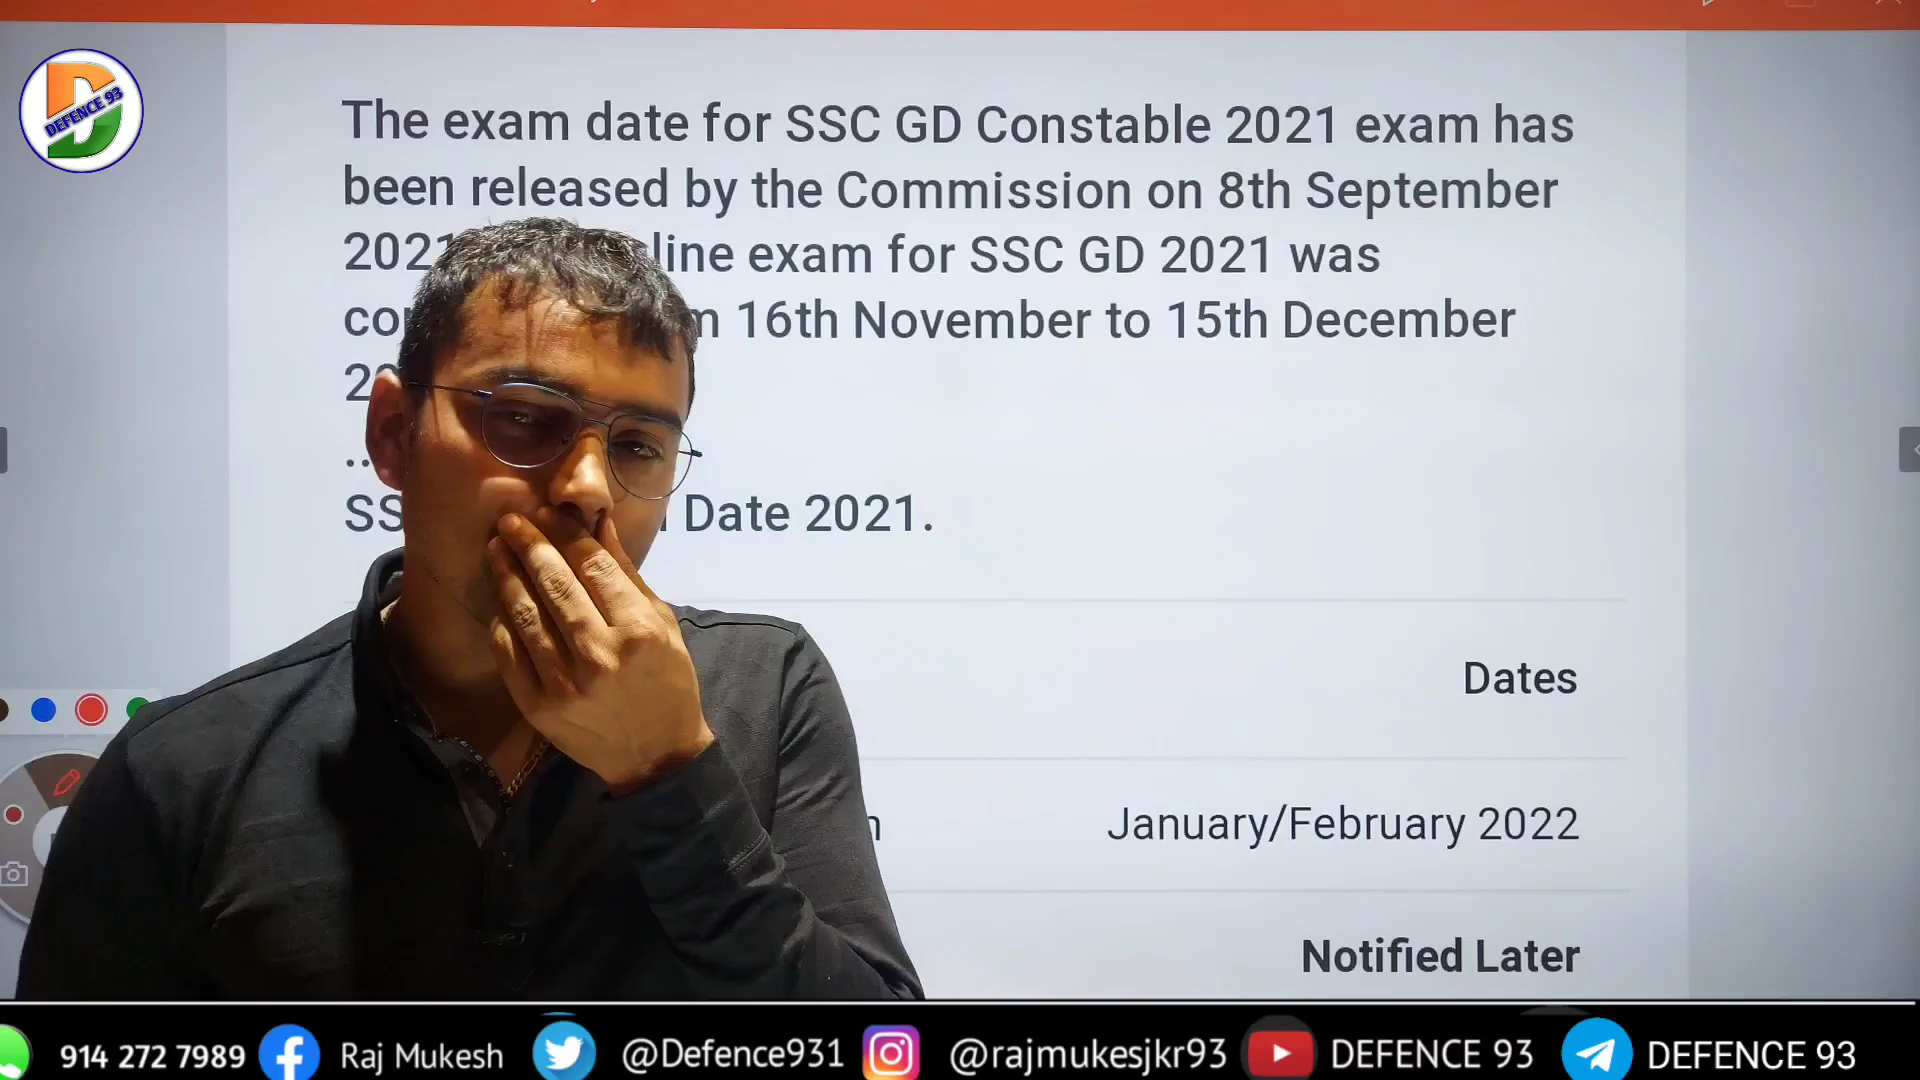 DEFENCE 93
The exam date for SSC GD Constable 2021 exam has
been released by the Commission on 8th September
2021 line exam for SSC GD 2021 was
16th November to 15th December
Date 2021.
Dates
January/February 2022
Notified Later
914 272 7989 Raj Mukesh @Defence931 @rajmukesjkr93 DEFENCE 93 DEFENCE 93